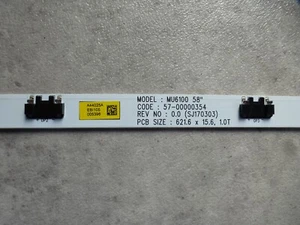 MODEL : MU6100 58"
CODE : 57-00000354
REV NO : 0.0 (SJ170303)
PCB SIZE : 621.6 x 15.6, 1.0T